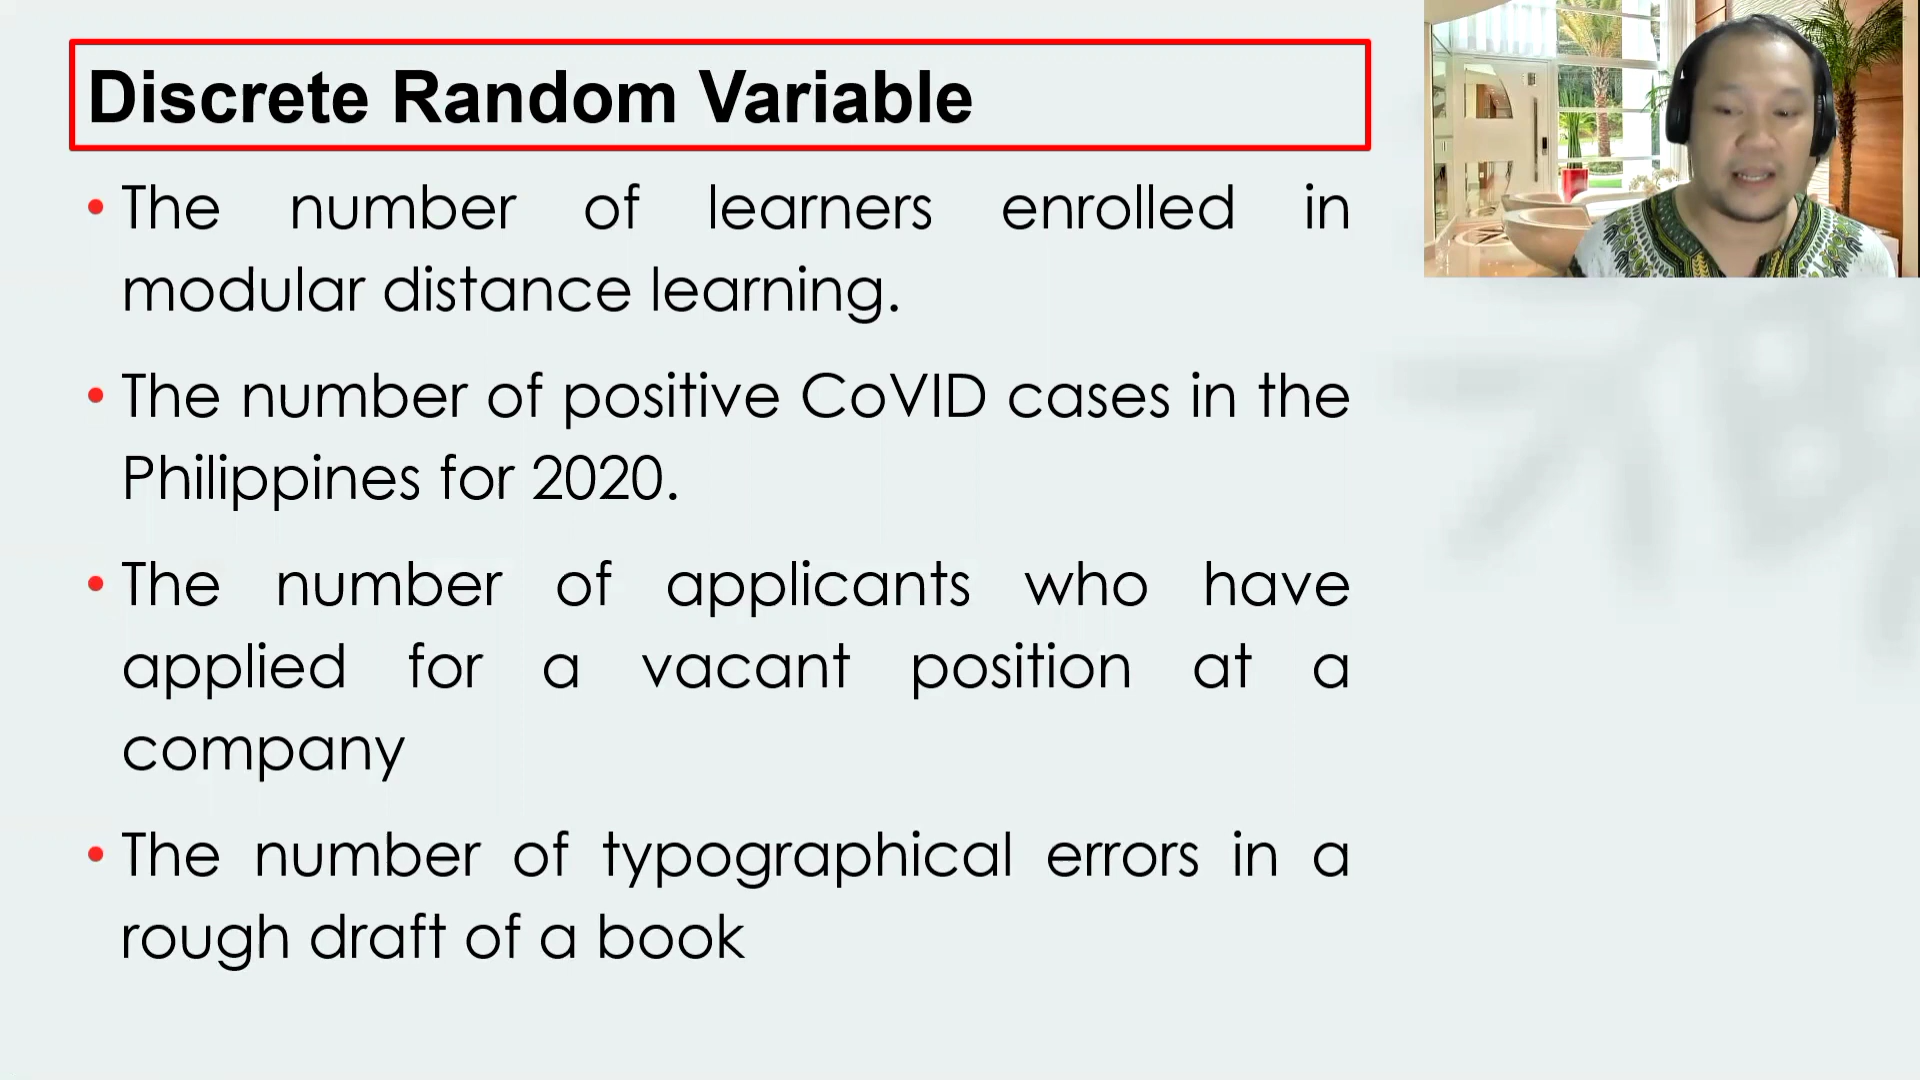 Discrete Random Variable
• The number of learners enrolled in
modular distance learning.
• The number of positive CoVID cases in the
Philippines for 2020.
• The number of applicants who have
applied for a vacant position at a
company
• The number of typographical errors in a
rough draft of a book